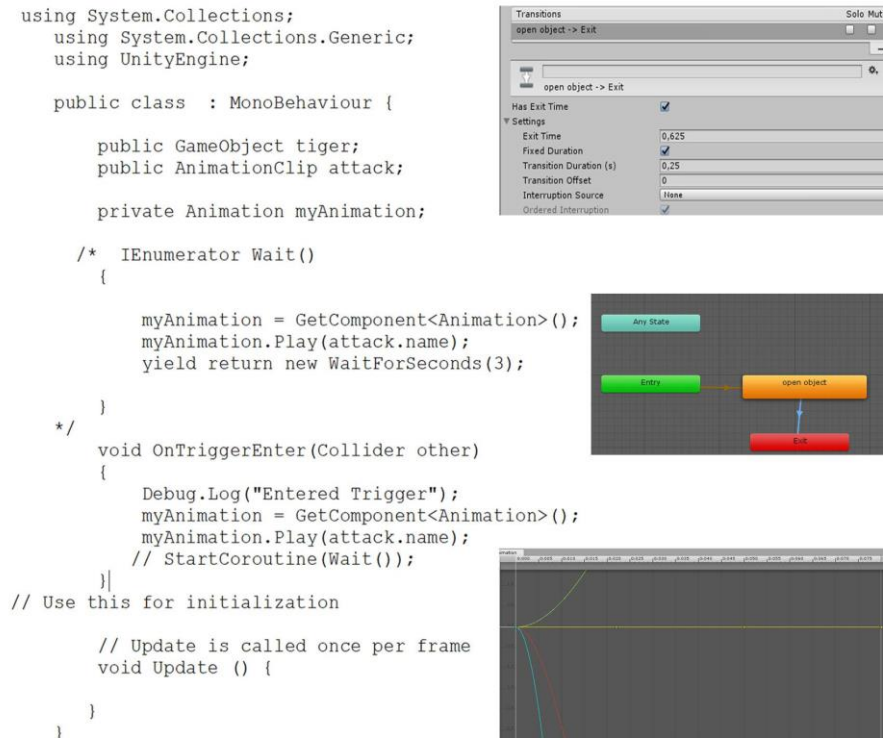 using System.Collections;
using System.Collections.Generic;
using UnityEngine;
public class  : MonoBehaviour {
public GameObject tiger;
public AnimationClip attack;
private Animation myAnimation;
/*  IEnumerator Wait()
{
myAnimation = GetComponent<Animation>();
myAnimation.Play(attack.name);
yield return new WaitForSeconds(3);
}
*/
void OnTriggerEnter(Collider other)
{
Debug.Log("Entered Trigger");
myAnimation = GetComponent<Animation>();
myAnimation.Play(attack.name);
// StartCoroutine(Wait());
}
// Use this for initialization
// Update is called once per frame
void Update () {
}
}
Transitions Solo Mut
open object -> Exit
open object -> Exit
Has Exit Time
Settings
Exit Time 0,625
Fixed Duration
Transition Duration (s) 0,25
Transition Offset 0
Interruption Source None
Ordered Interruption
Any State
Entry open object
Exit